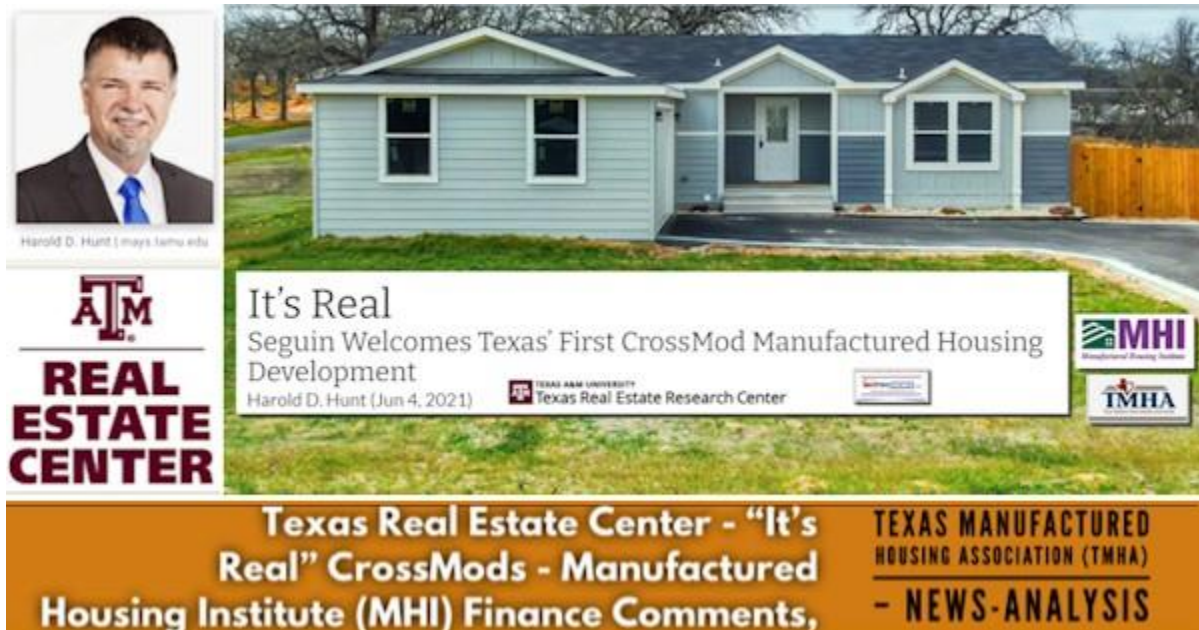 Harold D. Hunt | mays.tamu.edu
ATM
REAL
ESTATE
CENTER
It's Real
Seguin Welcomes Texas' First CrossMod Manufactured Housing
Development
Harold D. Hunt (Jun 4, 2021)
TEXAS A&M UNIVERSITY
Texas Real Estate Research Center
MHI
Manufactured Housing Institute
TMHA
Texas Real Estate Center - “It’s
Real” CrossMods - Manufactured
Housing Institute (MHI) Finance Comments,
TEXAS MANUFACTURED
HOUSING ASSOCIATION (TMHA)
– NEWS-ANALYSIS